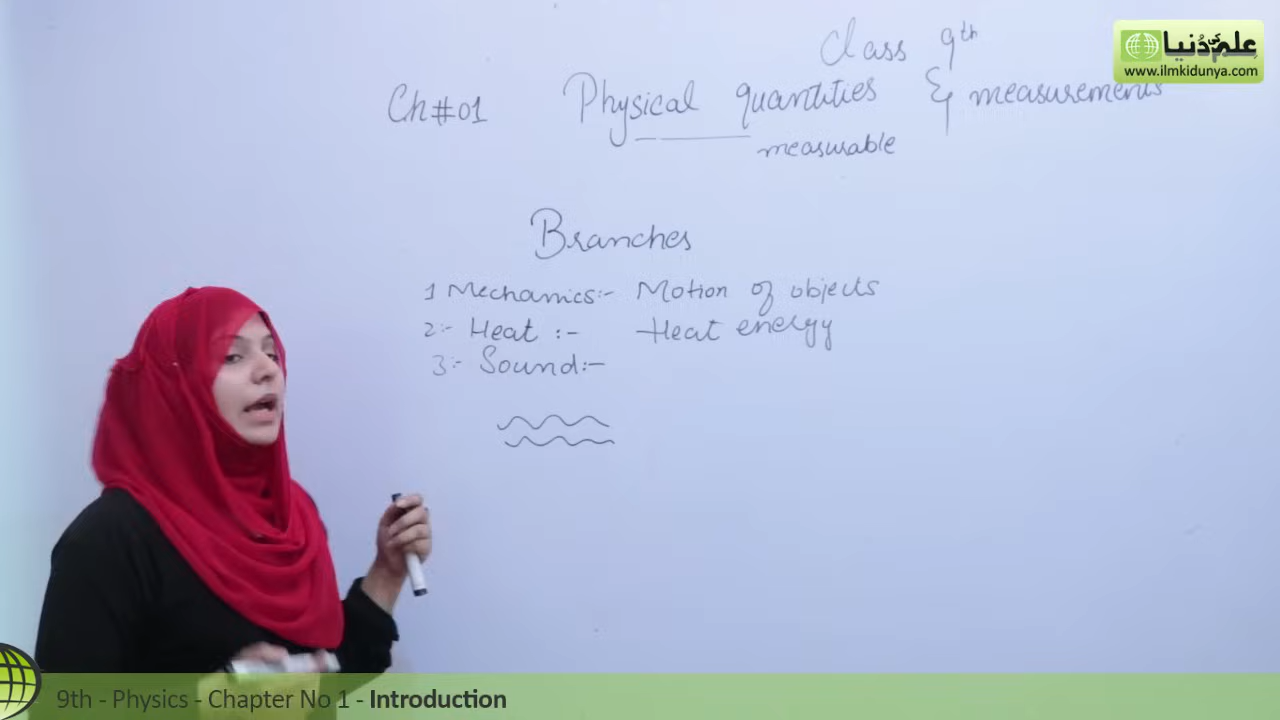 Class 9th
علم کی دُنیا
www.ilmkidunya.com
Ch#01 Physical quantities & measurements
measurable
Branches
1 Mechanics:- Motion of objects
2:- Heat :- Heat energy
3:- Sound:-
9th - Physics - Chapter No 1 - Introduction